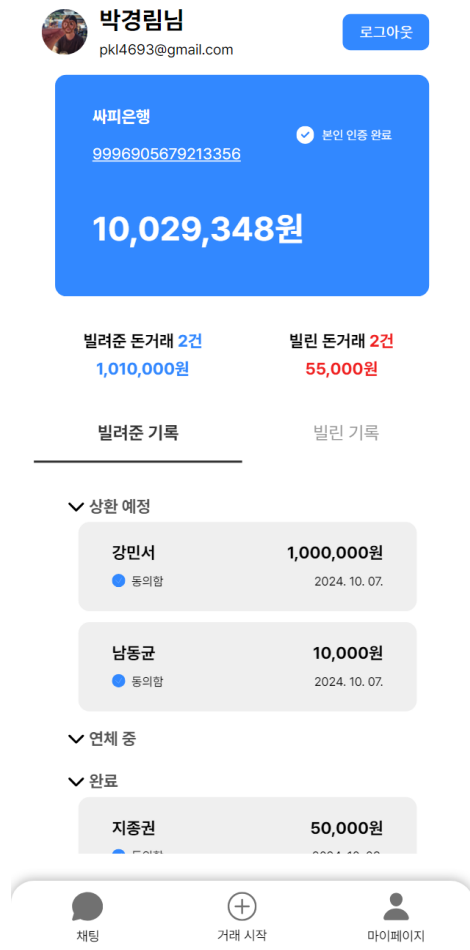 박경림님
로그아웃
pkl4693@gmail.com
싸피은행
본인 인증 완료
9996905679213356
10,029,348원
빌려준 돈거래 2건
1,010,000원
빌린 돈거래 2건
55,000원
빌려준 기록
빌린 기록
상환 예정
강민서 1,000,000원
동의함 2024. 10. 07.
남동균 10,000원
동의함 2024. 10. 07.
연체 중
완료
지종권 50,000원
채팅
거래 시작
마이페이지